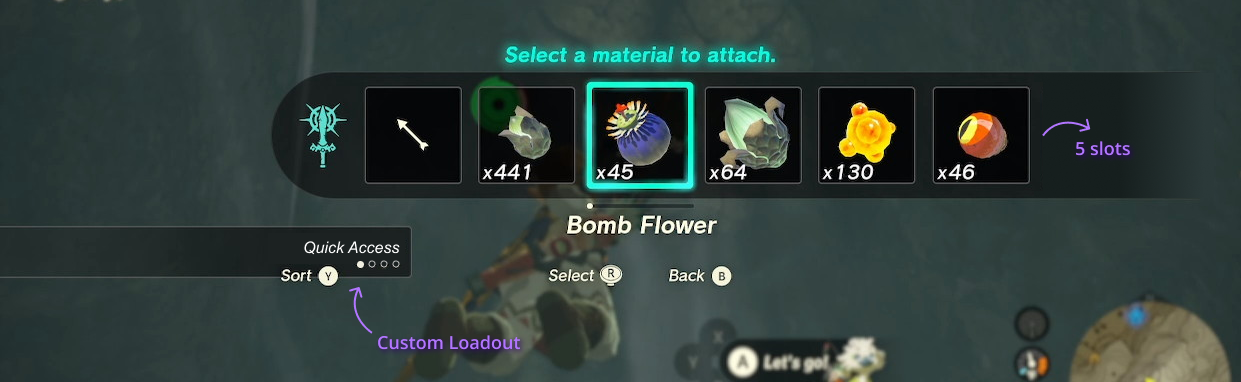 Select a material to attach.
x441
x45
x64
x130
x46
5 slots
Bomb Flower
Quick Access
Sort Y
Select R
Back B
Custom Loadout
X
Y
A Let's go!